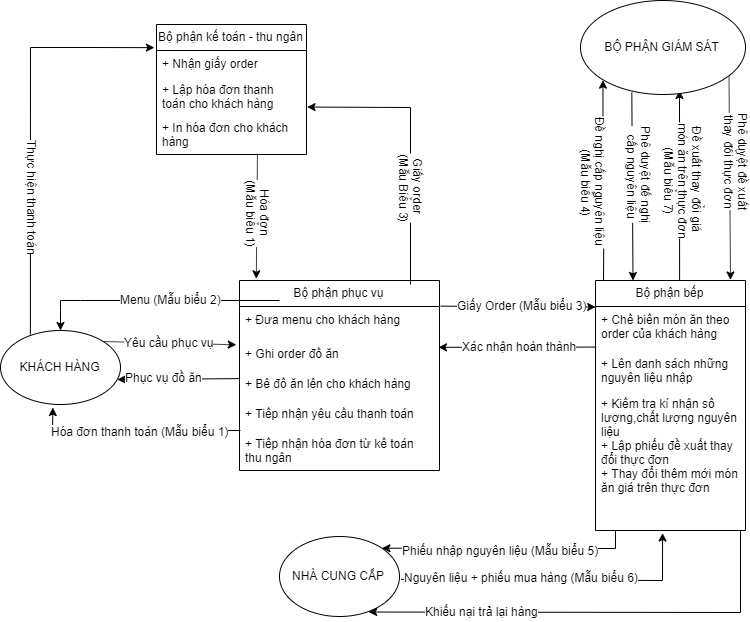 Bộ phận kế toán - thu ngân
+ Nhận giấy order
+ Lập hóa đơn thanh
toán cho khách hàng
+ In hóa đơn cho khách
hàng
BỘ PHẬN GIÁM SÁT
Thực hiện thanh toán
Hóa đơn
(Mẫu biểu 1)
Giấy order
(Mẫu Biểu 3)
Đề nghị cấp nguyên liệu
(Mẫu biểu 4)
Phê duyệt đề nghị
cấp nguyên liệu
Đề xuất thay đổi giá
món ăn trên thực đơn
(Mẫu biểu 7)
Phê duyệt đề xuất
thay đổi thực đơn
Bộ phận phục vụ
+ Đưa menu cho khách hàng
+ Ghi order đồ ăn
+ Bê đồ ăn lên cho khách hàng
+ Tiếp nhận yêu cầu thanh toán
+ Tiếp nhận hóa đơn từ kế toán
thu ngân
Menu (Mẫu biểu 2)
Yêu cầu phục vụ
KHÁCH HÀNG
Phục vụ đồ ăn
Hóa đơn thanh toán (Mẫu biểu 1)
Giấy Order (Mẫu biểu 3)
Xác nhận hoàn thành
Bộ phận bếp
+ Chế biên món ăn theo
order của khách hàng
+ Lên danh sách những
nguyên liệu nhập
+ Kiểm tra kí nhận số
lượng,chất lượng nguyên
liệu
+ Lập phiếu đề xuất thay
đổi thực đơn
+ Thay đổi thêm mới món
ăn giá trên thực đơn
NHÀ CUNG CẤP
Phiếu nhập nguyên liệu (Mẫu biểu 5)
Nguyên liệu + phiếu mua hàng (Mẫu biểu 6)
Khiếu nại trả lại hàng